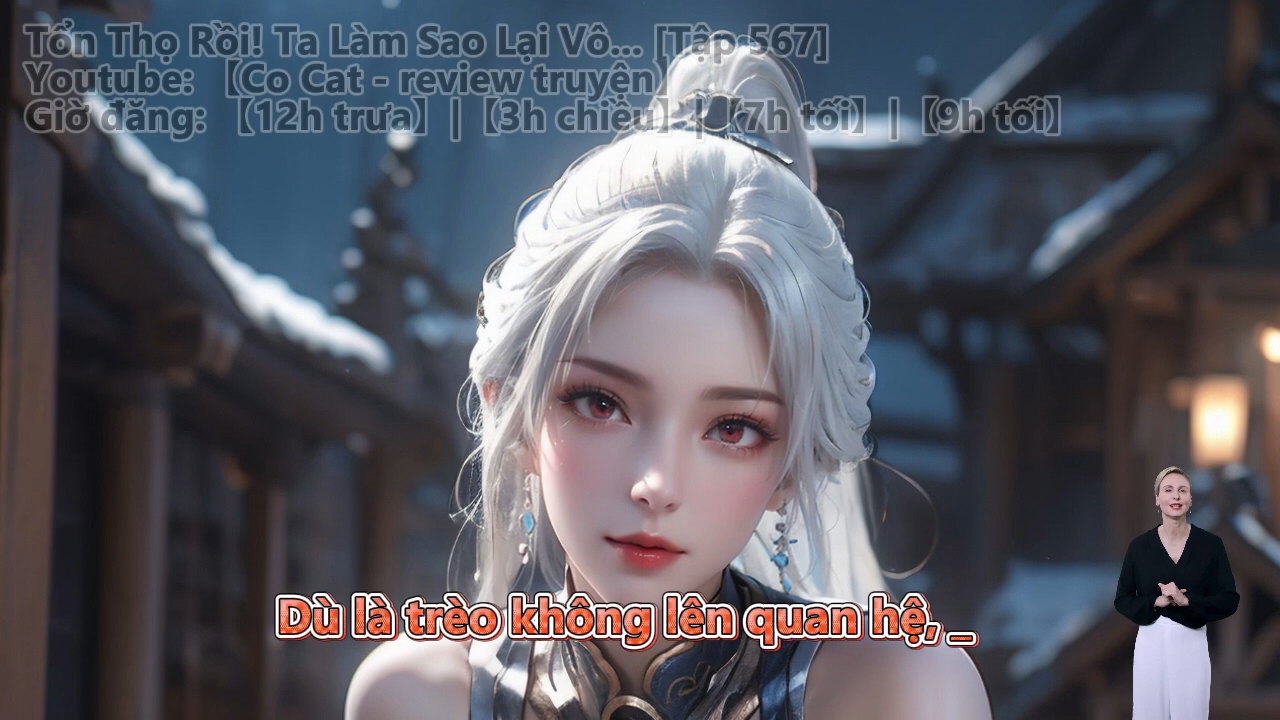 Tổn Thọ Rồi! Ta Làm Sao Lại Vô... [Tập 567]
Youtube: 【Co Cat - review truyện】
Giờ đăng: 【12h trưa】 | 【3h chiều】 | 【7h tối】 | 【9h tối】
Dù là trèo không lên quan hệ, _